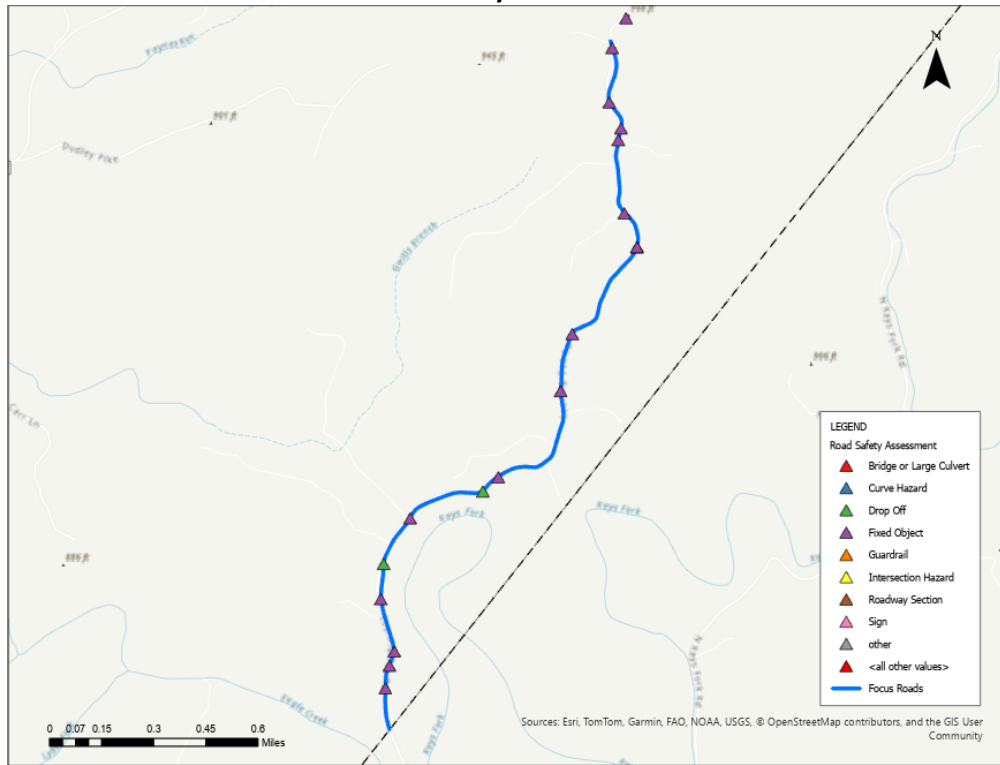 N
945 ft
991 ft
Dudley Pike
N Keys Fork Rd.
996 ft
Carr Ln
Keys Fork
Keys Fork
886 ft
N Keys Fork Rd.
Eagle Creek
Keys Fork
LEGEND
Road Safety Assessment
Bridge or Large Culvert
Curve Hazard
Drop Off
Fixed Object
Guardrail
Intersection Hazard
Roadway Section
Sign
other
<all other values>
Focus Roads
0 0.07 0.15 0.3 0.45 0.6
Miles
Sources: Esri, TomTom, Garmin, FAO, NOAA, USGS, © OpenStreetMap contributors, and the GIS User
Community